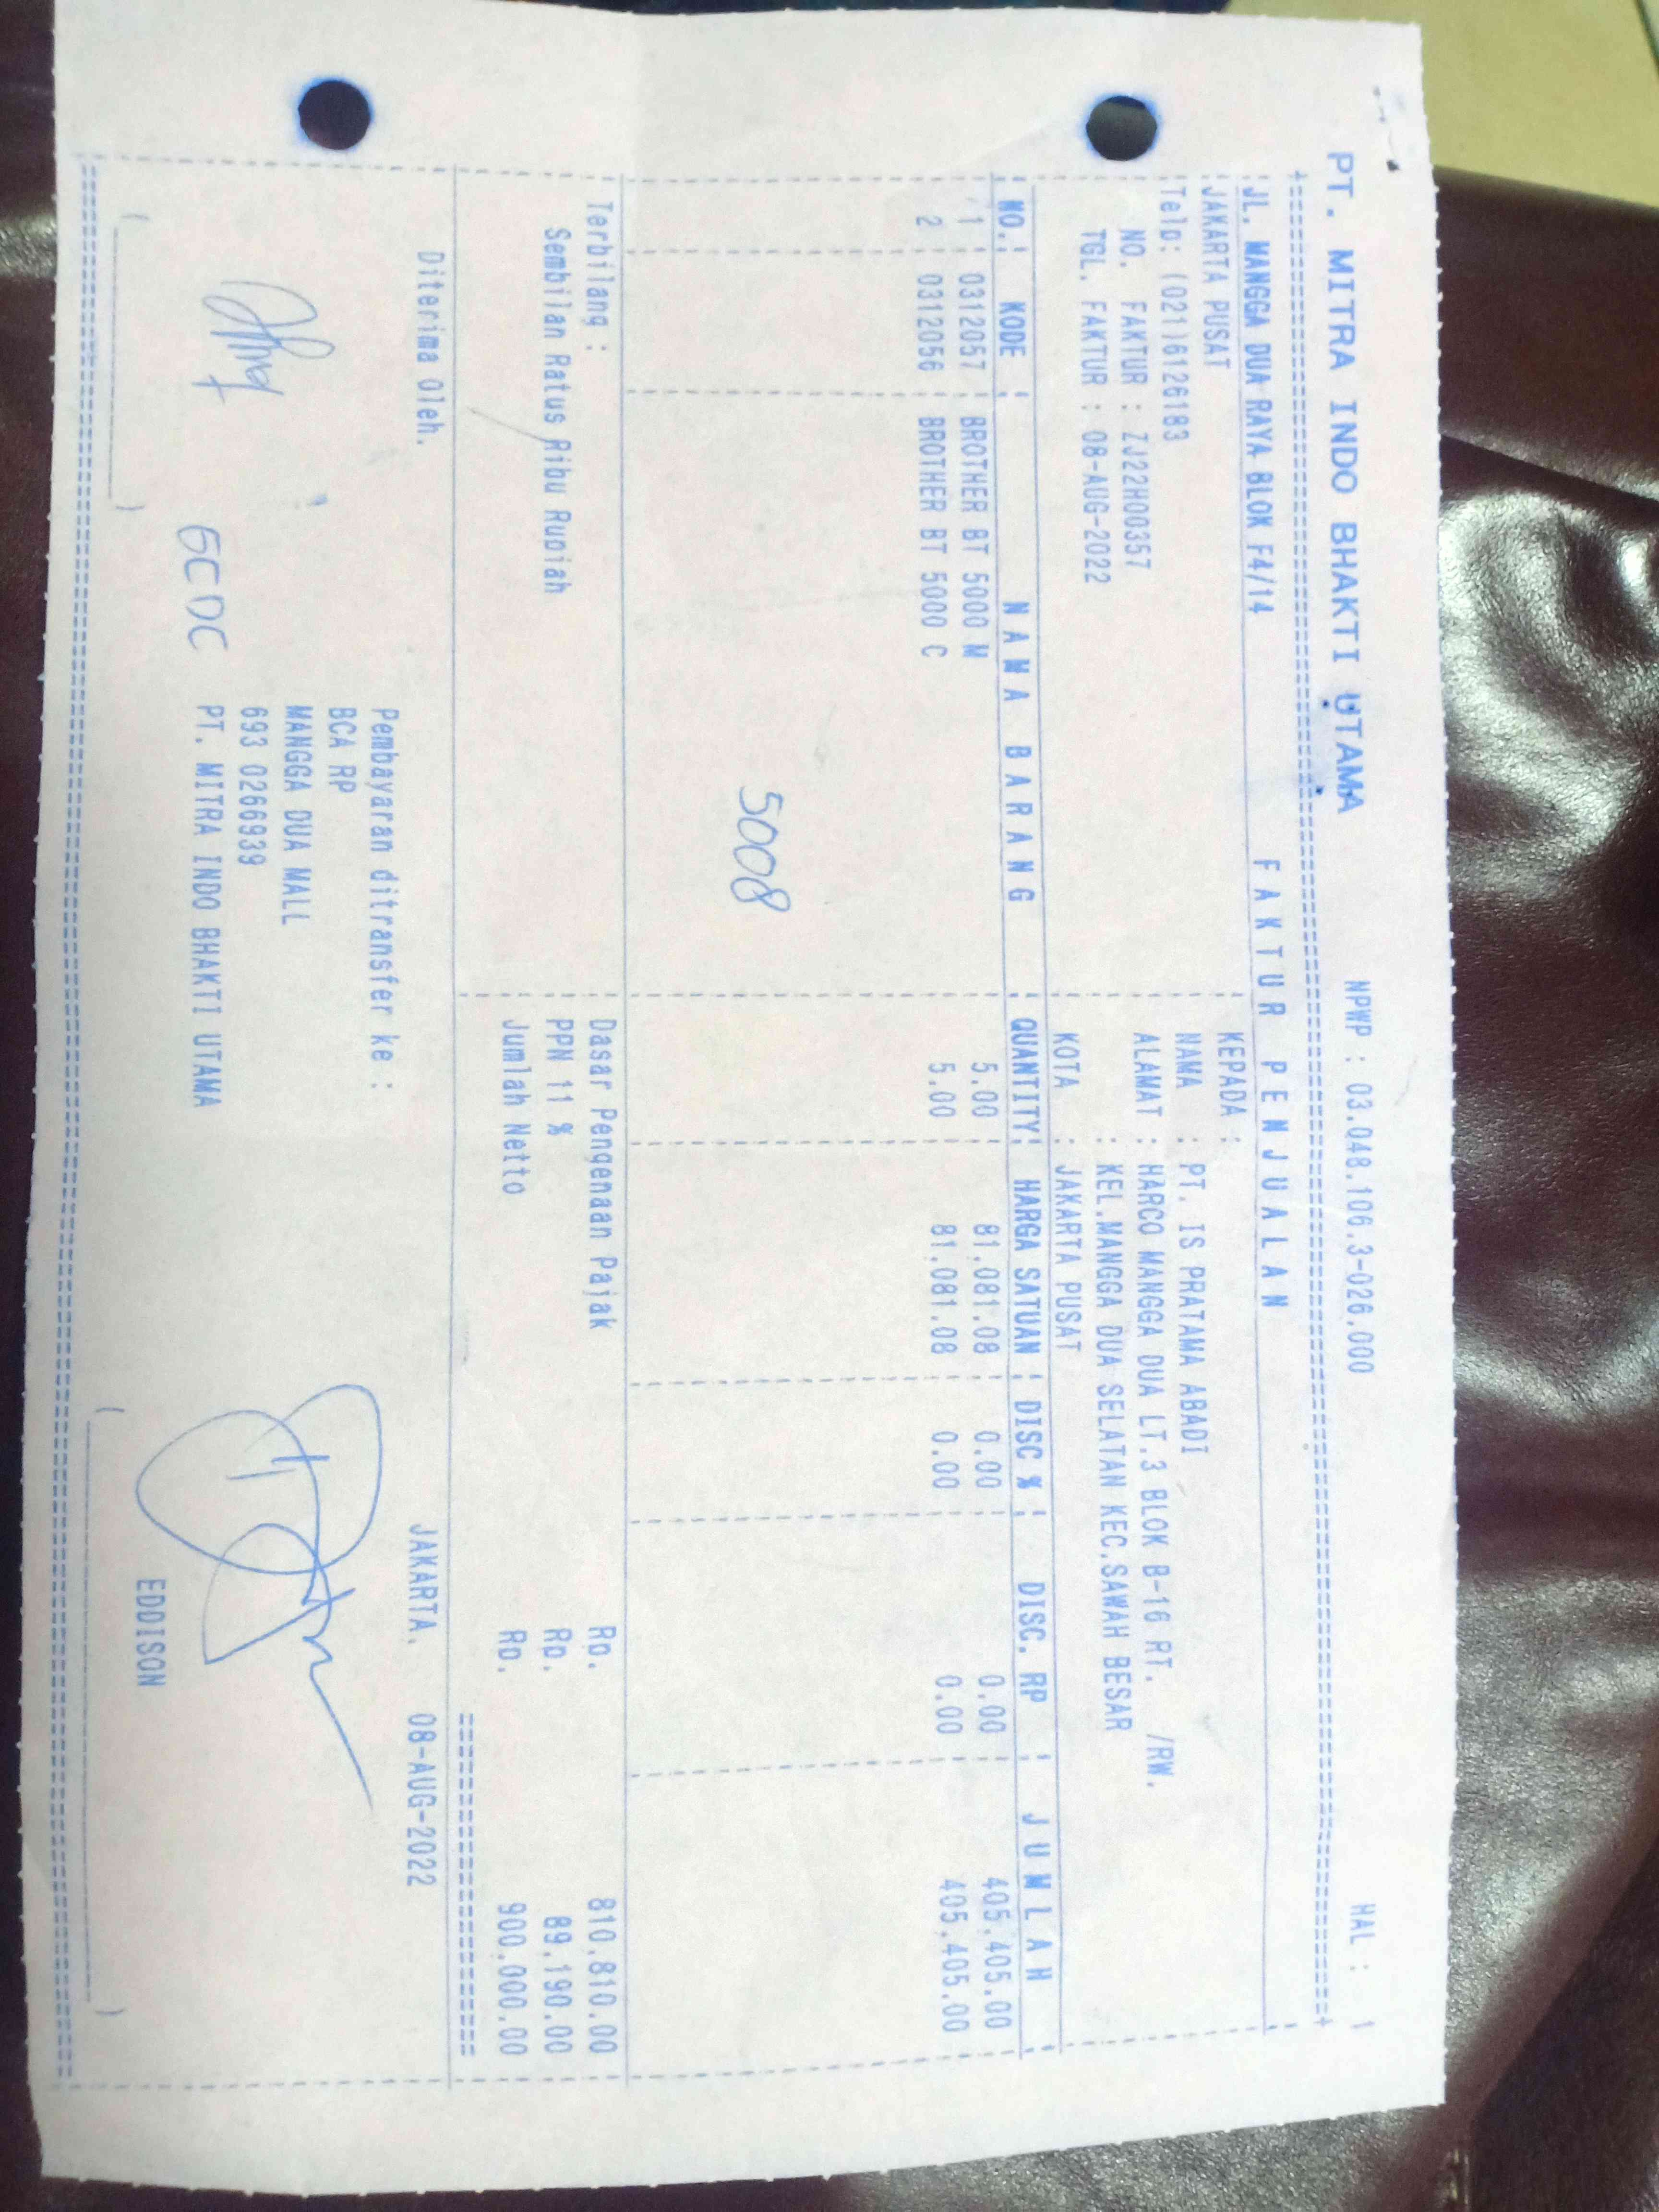 PT. MITRA INDO BHAKTI UTAMA NPWP : 03.048.106.3-026.000 HAL : 1
JL. MANGGA DUA RAYA BLOK F4/14 F A K T U R P E N J U A L A N
JAKARTA PUSAT KEPADA :
Telp: (021)6126183 NAMA : PT. IS PRATAMA ABADI
NO. FAKTUR : ZJ22H00357 ALAMAT : HARCO MANGGA DUA LT.3 BLOK B-16 RT. /RW.
TGL. FAKTUR : 08-AUG-2022 : KEL.MANGGA DUA SELATAN KEC.SAWAH BESAR
KOTA : JAKARTA PUSAT
NO. KODE N A M A B A R A N G QUANTITY HARGA SATUAN DISC % DISC. RP J U M L A H
1 0312057 BROTHER BT 5000 M 5.00 81.081.08 0.00 0.00 405.405.00
2 0312056 BROTHER BT 5000 C 5.00 81.081.08 0.00 0.00 405.405.00
5008
Terbilang : Dasar Pengenaan Pajak Rp. 810.810.00
Sembilan Ratus Ribu Rupiah PPN 11 % Rp. 89.190.00
Jumlah Netto Rp. 900.000.00
Diterima Oleh. JAKARTA. 08-AUG-2022
Pembayaran ditransfer ke :
BCA RP
MANGGA DUA MALL
693 0266939
GCDC PT. MITRA INDO BHAKTI UTAMA
EDDISON